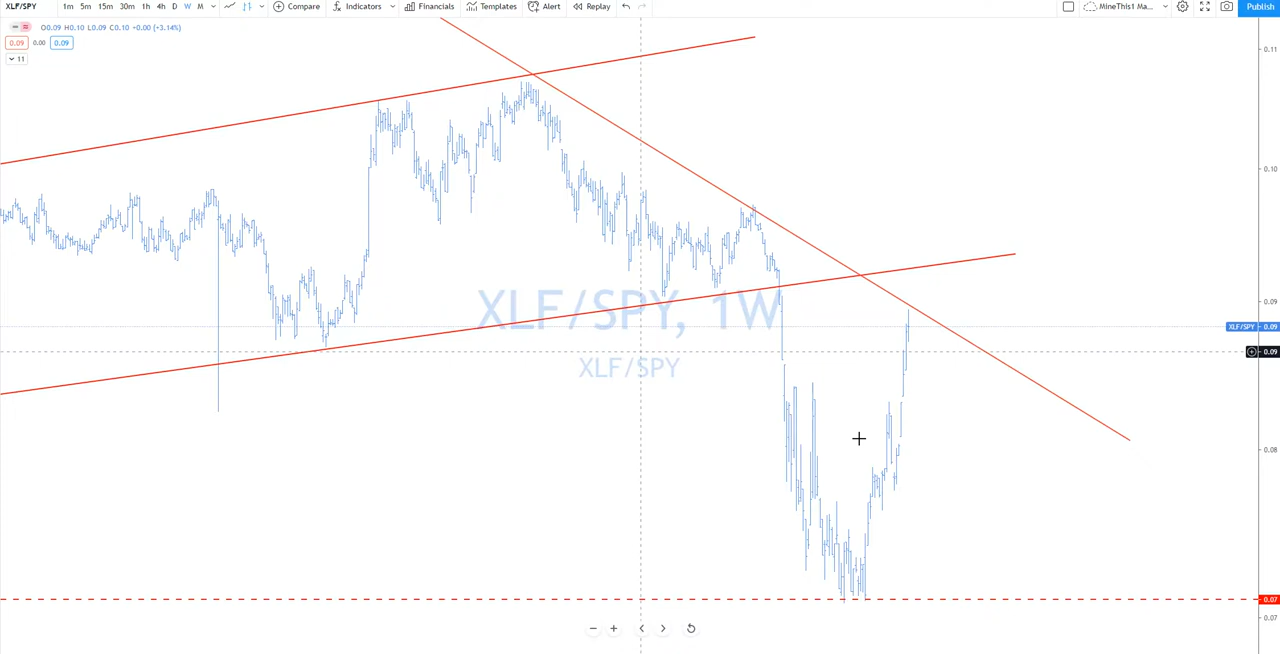 XLF/SPY 1m 5m 15m 30m 1h 4h D W M Compare Indicators Financials Templates Alert Replay MineThis1 Ma... Publish
O0.09 H0.10 L0.09 C0.10 +0.00 (+3.14%)
0.09 0.00 0.09
11
0.11
0.10
XLF/SPY, 1W
XLF/SPY
0.09
XLF/SPY 0.09
0.09
0.08
0.07
0.07